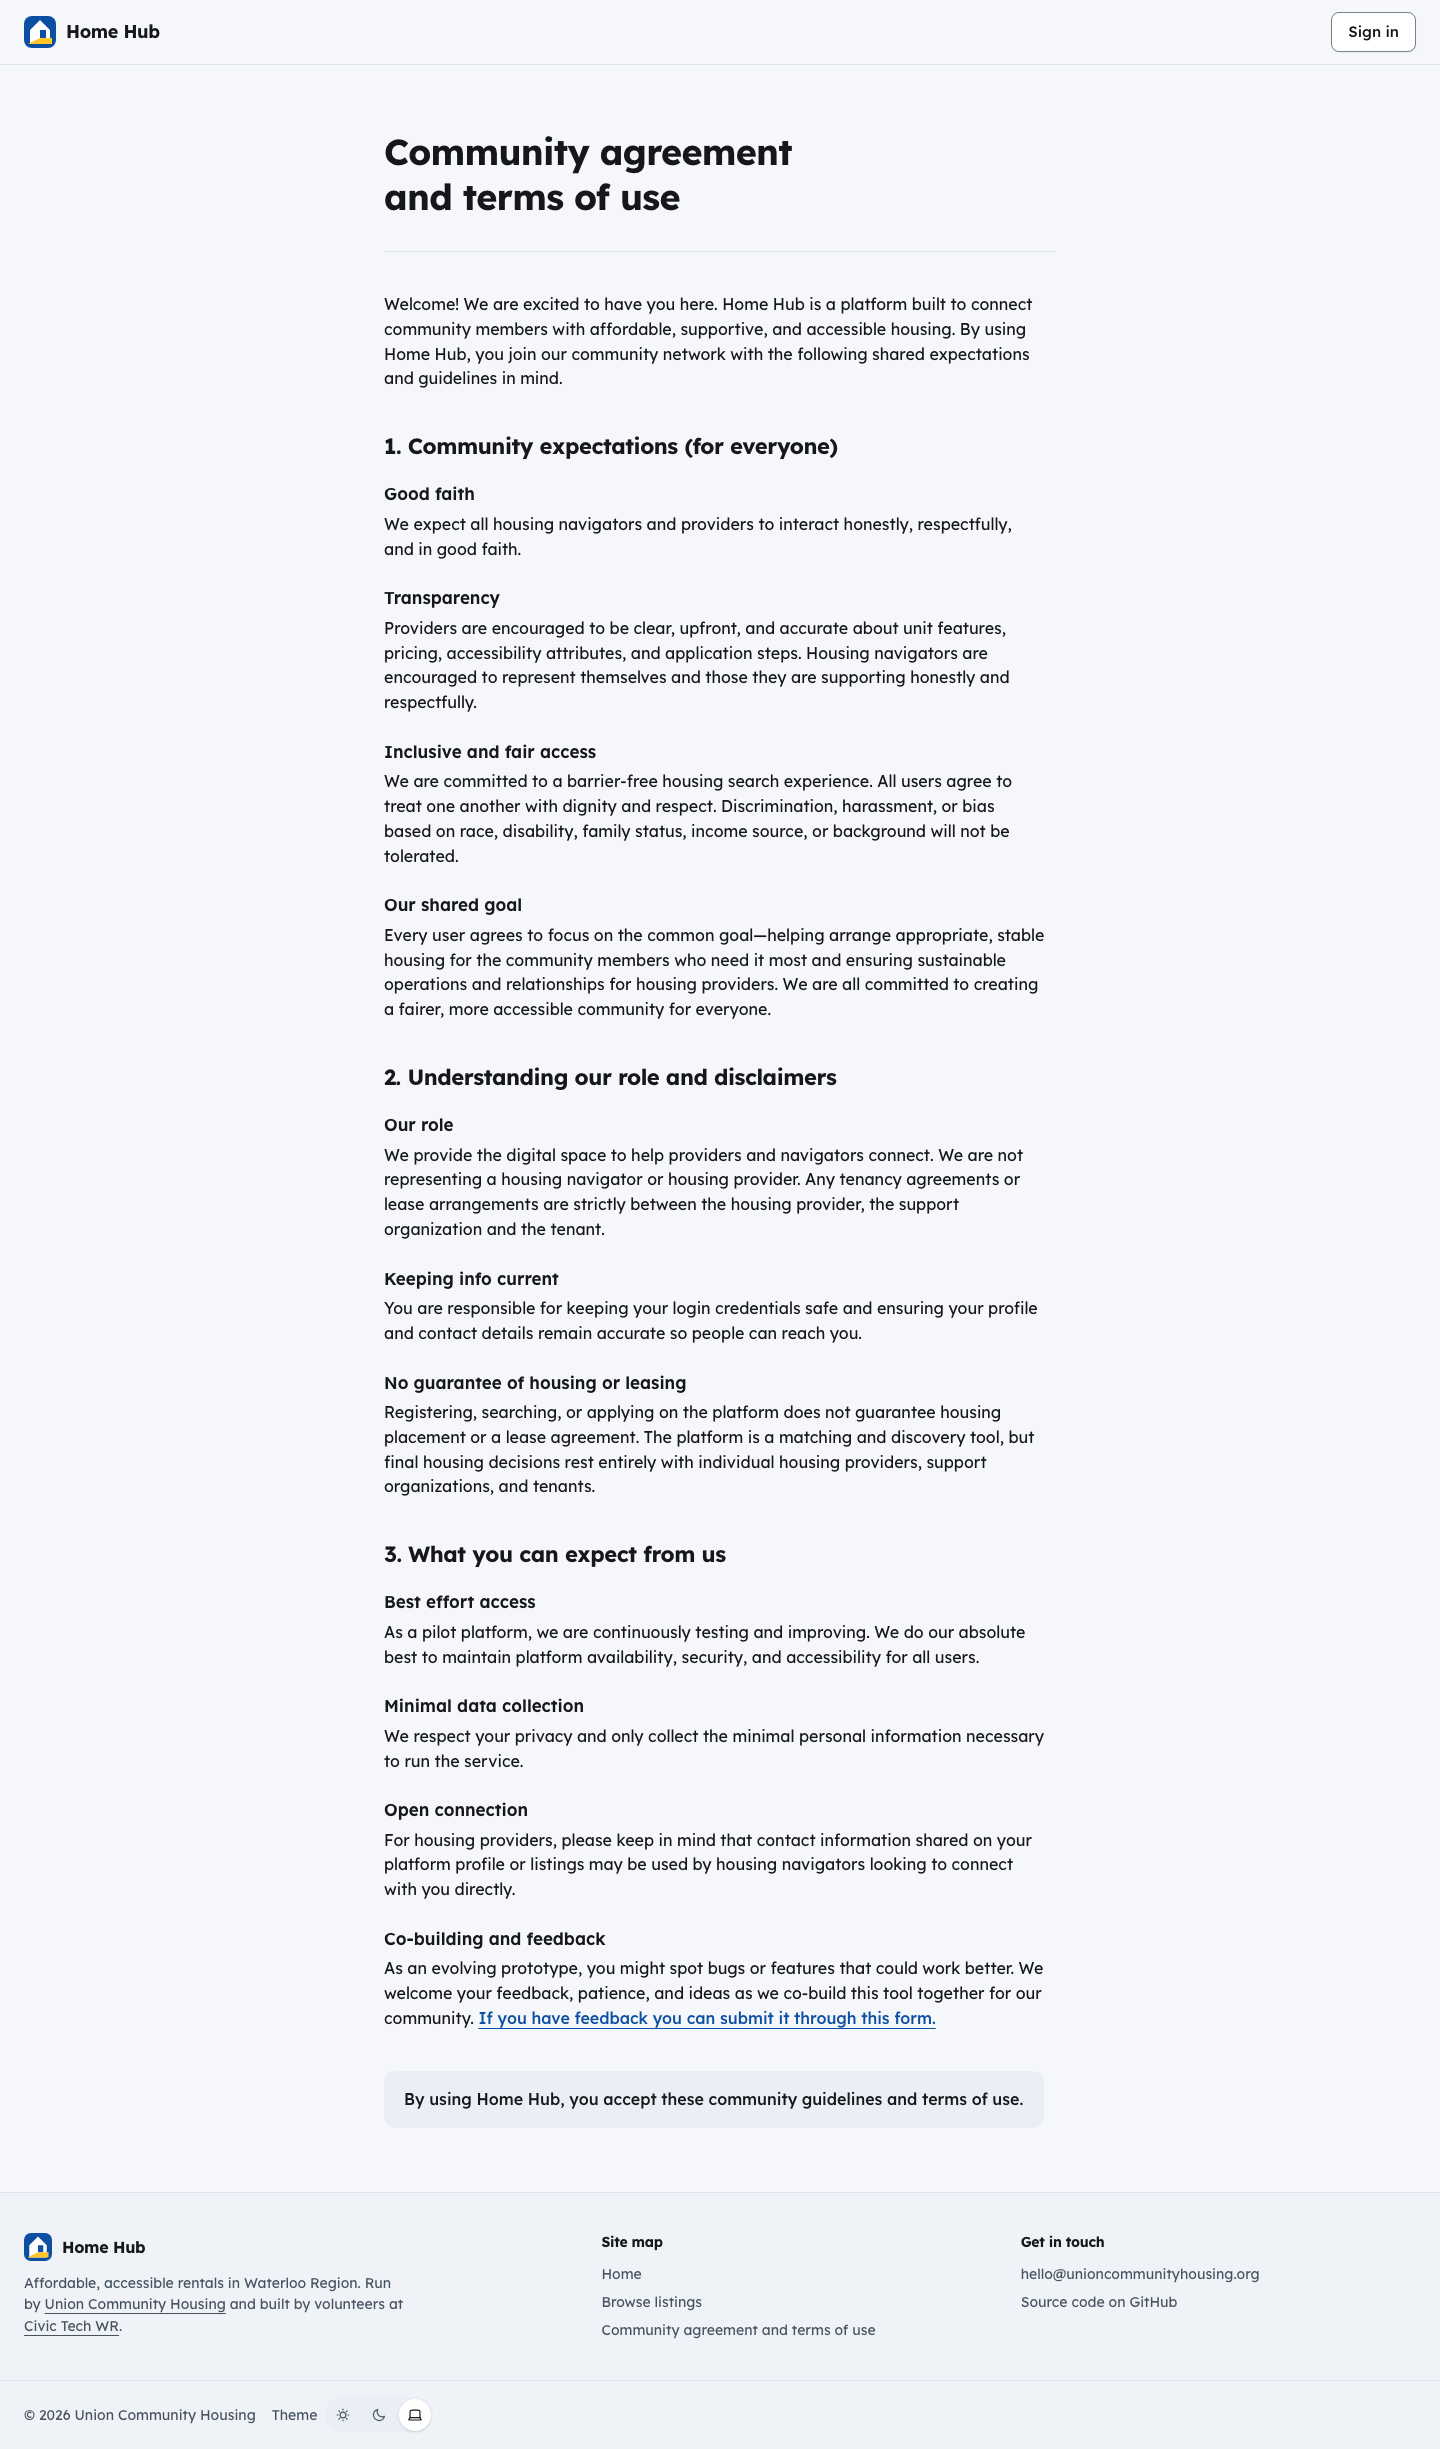 Home Hub
Sign in
Community agreement
and terms of use
Welcome! We are excited to have you here. Home Hub is a platform built to connect
community members with affordable, supportive, and accessible housing. By using
Home Hub, you join our community network with the following shared expectations
and guidelines in mind.
1. Community expectations (for everyone)
Good faith
We expect all housing navigators and providers to interact honestly, respectfully,
and in good faith.
Transparency
Providers are encouraged to be clear, upfront, and accurate about unit features,
pricing, accessibility attributes, and application steps. Housing navigators are
encouraged to represent themselves and those they are supporting honestly and
respectfully.
Inclusive and fair access
We are committed to a barrier-free housing search experience. All users agree to
treat one another with dignity and respect. Discrimination, harassment, or bias
based on race, disability, family status, income source, or background will not be
tolerated.
Our shared goal
Every user agrees to focus on the common goal—helping arrange appropriate, stable
housing for the community members who need it most and ensuring sustainable
operations and relationships for housing providers. We are all committed to creating
a fairer, more accessible community for everyone.
2. Understanding our role and disclaimers
Our role
We provide the digital space to help providers and navigators connect. We are not
representing a housing navigator or housing provider. Any tenancy agreements or
lease arrangements are strictly between the housing provider, the support
organization and the tenant.
Keeping info current
You are responsible for keeping your login credentials safe and ensuring your profile
and contact details remain accurate so people can reach you.
No guarantee of housing or leasing
Registering, searching, or applying on the platform does not guarantee housing
placement or a lease agreement. The platform is a matching and discovery tool, but
final housing decisions rest entirely with individual housing providers, support
organizations, and tenants.
3. What you can expect from us
Best effort access
As a pilot platform, we are continuously testing and improving. We do our absolute
best to maintain platform availability, security, and accessibility for all users.
Minimal data collection
We respect your privacy and only collect the minimal personal information necessary
to run the service.
Open connection
For housing providers, please keep in mind that contact information shared on your
platform profile or listings may be used by housing navigators looking to connect
with you directly.
Co-building and feedback
As an evolving prototype, you might spot bugs or features that could work better. We
welcome your feedback, patience, and ideas as we co-build this tool together for our
community. If you have feedback you can submit it through this form.
By using Home Hub, you accept these community guidelines and terms of use.
Home Hub
Affordable, accessible rentals in Waterloo Region. Run
by Union Community Housing and built by volunteers at
Civic Tech WR.
Site map
Home
Browse listings
Community agreement and terms of use
Get in touch
hello@unioncommunityhousing.org
Source code on GitHub
© 2026 Union Community Housing
Theme